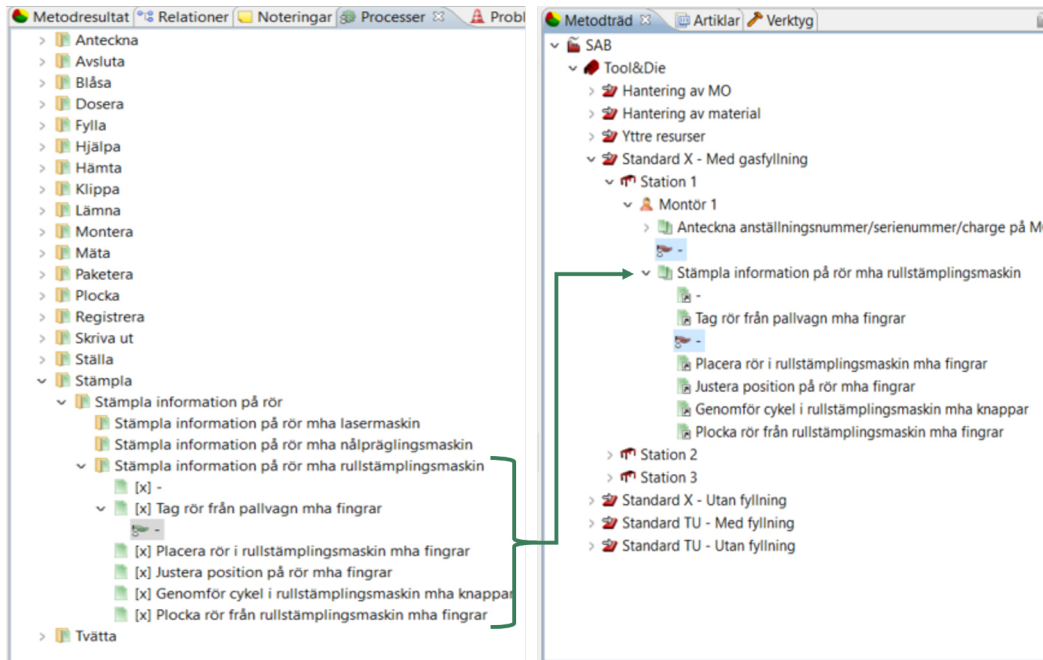 Metodresultat Relationer Noteringar Processer Probl
Anteckna
Avsluta
Blåsa
Dosera
Fylla
Hjälpa
Hämta
Klippa
Lämna
Montera
Mäta
Paketera
Plocka
Registrera
Skriva ut
Ställa
Stämpla
Stämpla information på rör
Stämpla information på rör mha lasermaskin
Stämpla information på rör mha nålpräglingsmaskin
Stämpla information på rör mha rullstämplingsmaskin
[x] -
[x] Tag rör från pallvagn mha fingrar
-
[x] Placera rör i rullstämplingsmaskin mha fingrar
[x] Justera position på rör mha fingrar
[x] Genomför cykel i rullstämplingsmaskin mha knappar
[x] Plocka rör från rullstämplingsmaskin mha fingrar
Tvätta
Metodträd Artiklar Verktyg
SAB
Tool&Die
Hantering av MO
Hantering av material
Yttre resurser
Standard X - Med gasfyllning
Station 1
Montör 1
Anteckna anställningsnummer/serienummer/charge på M
-
Stämpla information på rör mha rullstämplingsmaskin
-
Tag rör från pallvagn mha fingrar
-
Placera rör i rullstämplingsmaskin mha fingrar
Justera position på rör mha fingrar
Genomför cykel i rullstämplingsmaskin mha knappar
Plocka rör från rullstämplingsmaskin mha fingrar
Station 2
Station 3
Standard X - Utan fyllning
Standard TU - Med fyllning
Standard TU - Utan fyllning